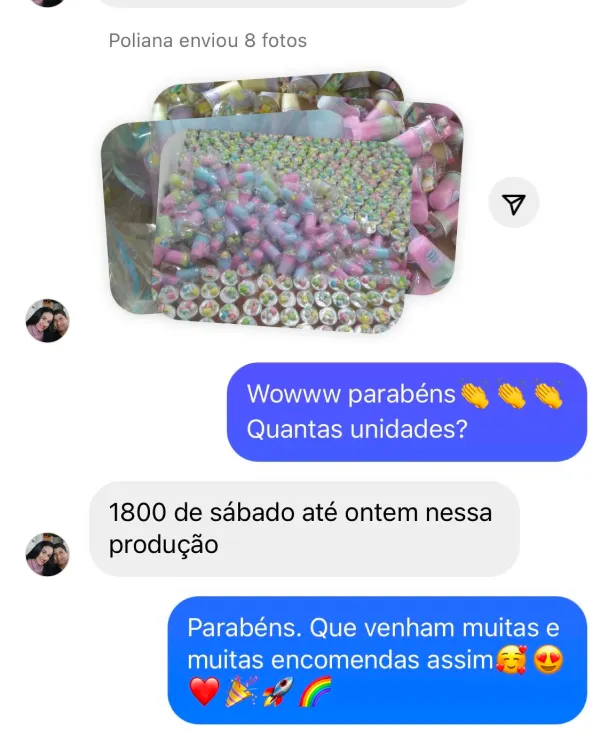 Poliana enviou 8 fotos
Wowww parabéns👏👏👏
Quantas unidades?
1800 de sábado até ontem nessa
produção
Parabéns. Que venham muitas e
muitas encomendas assim🥰😍
❤️🎉🚀🌈